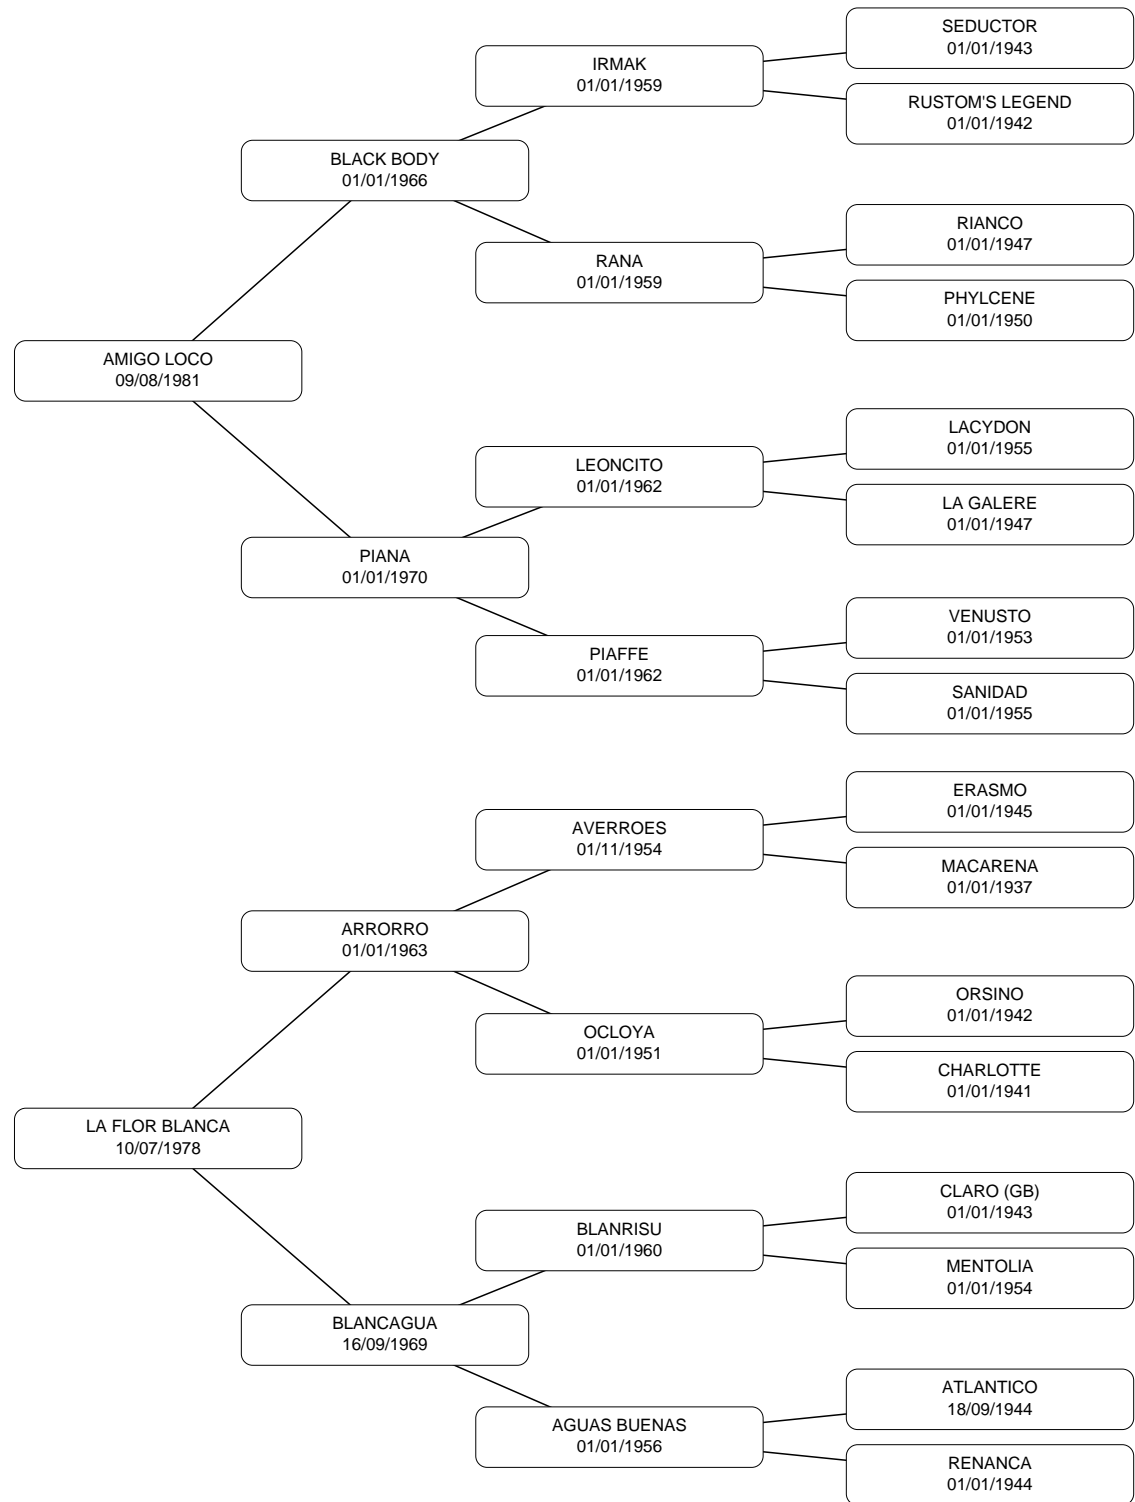 SEDUCTOR
01/01/1943
IRMAK
01/01/1959
RUSTOM'S LEGEND
01/01/1942
BLACK BODY
01/01/1966
RIANCO
01/01/1947
RANA
01/01/1959
PHYLCENE
01/01/1950
AMIGO LOCO
09/08/1981
LACYDON
01/01/1955
LEONCITO
01/01/1962
LA GALERE
01/01/1947
PIANA
01/01/1970
VENUSTO
01/01/1953
PIAFFE
01/01/1962
SANIDAD
01/01/1955
ERASMO
01/01/1945
AVERROES
01/11/1954
MACARENA
01/01/1937
ARRORRO
01/01/1963
ORSINO
01/01/1942
OCLOYA
01/01/1951
CHARLOTTE
01/01/1941
LA FLOR BLANCA
10/07/1978
CLARO (GB)
01/01/1943
BLANRISU
01/01/1960
MENTOLIA
01/01/1954
BLANCAGUA
16/09/1969
ATLANTICO
18/09/1944
AGUAS BUENAS
01/01/1956
RENANCA
01/01/1944